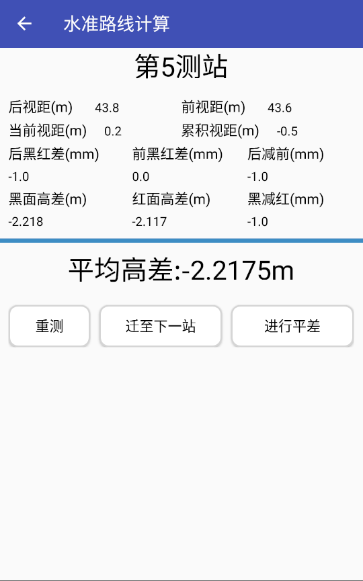 水准路线计算
第5测站
后视距(m) 43.8 前视距(m) 43.6
当前视距(m) 0.2 累积视距(m) -0.5
后黑红差(mm) 前黑红差(mm) 后减前(mm)
-1.0 0.0 -1.0
黑面高差(m) 红面高差(m) 黑减红(mm)
-2.218 -2.117 -1.0
平均高差:-2.2175m
重测 迁至下一站 进行平差